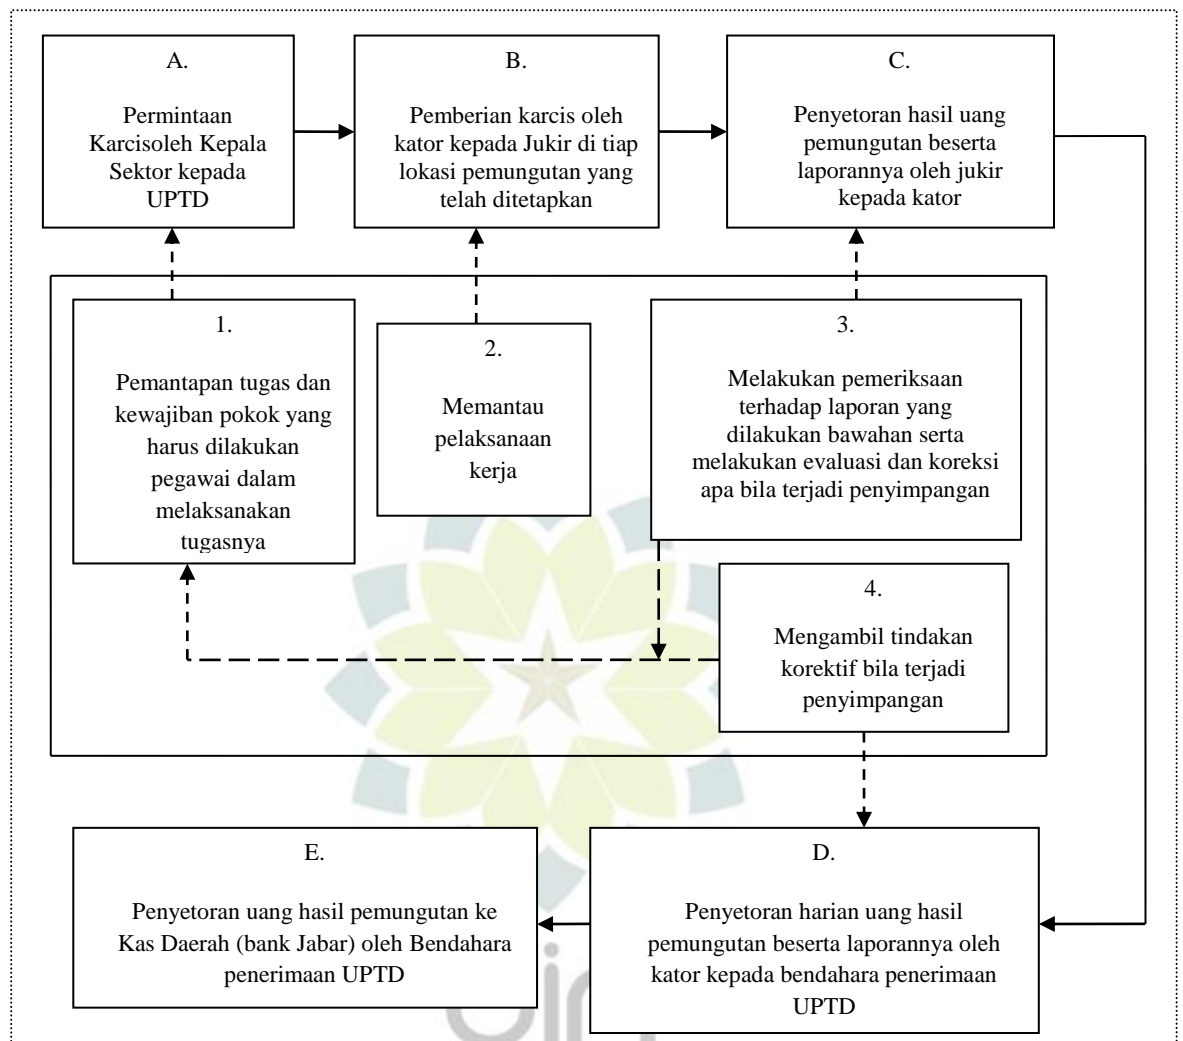 A.
Permintaan
Karcisoleh Kepala
Sektor kepada
UPTD
B.
Pemberian karcis oleh
kator kepada Jukir di tiap
lokasi pemungutan yang
telah ditetapkan
C.
Penyetoran hasil uang
pemungutan beserta
laporannya oleh jukir
kepada kator
1.
Pemantapan tugas dan
kewajiban pokok yang
harus dilakukan
pegawai dalam
melaksanakan
tugasnya
2.
Memantau
pelaksanaan
kerja
3.
Melakukan pemeriksaan
terhadap laporan yang
dilakukan bawahan serta
melakukan evaluasi dan koreksi
apa bila terjadi penyimpangan
4.
Mengambil tindakan
korektif bila terjadi
penyimpangan
E.
Penyetoran uang hasil pemungutan ke
Kas Daerah (bank Jabar) oleh Bendahara
penerimaan UPTD
D.
Penyetoran harian uang hasil
pemungutan beserta laporannya oleh
kator kepada bendahara penerimaan
UPTD